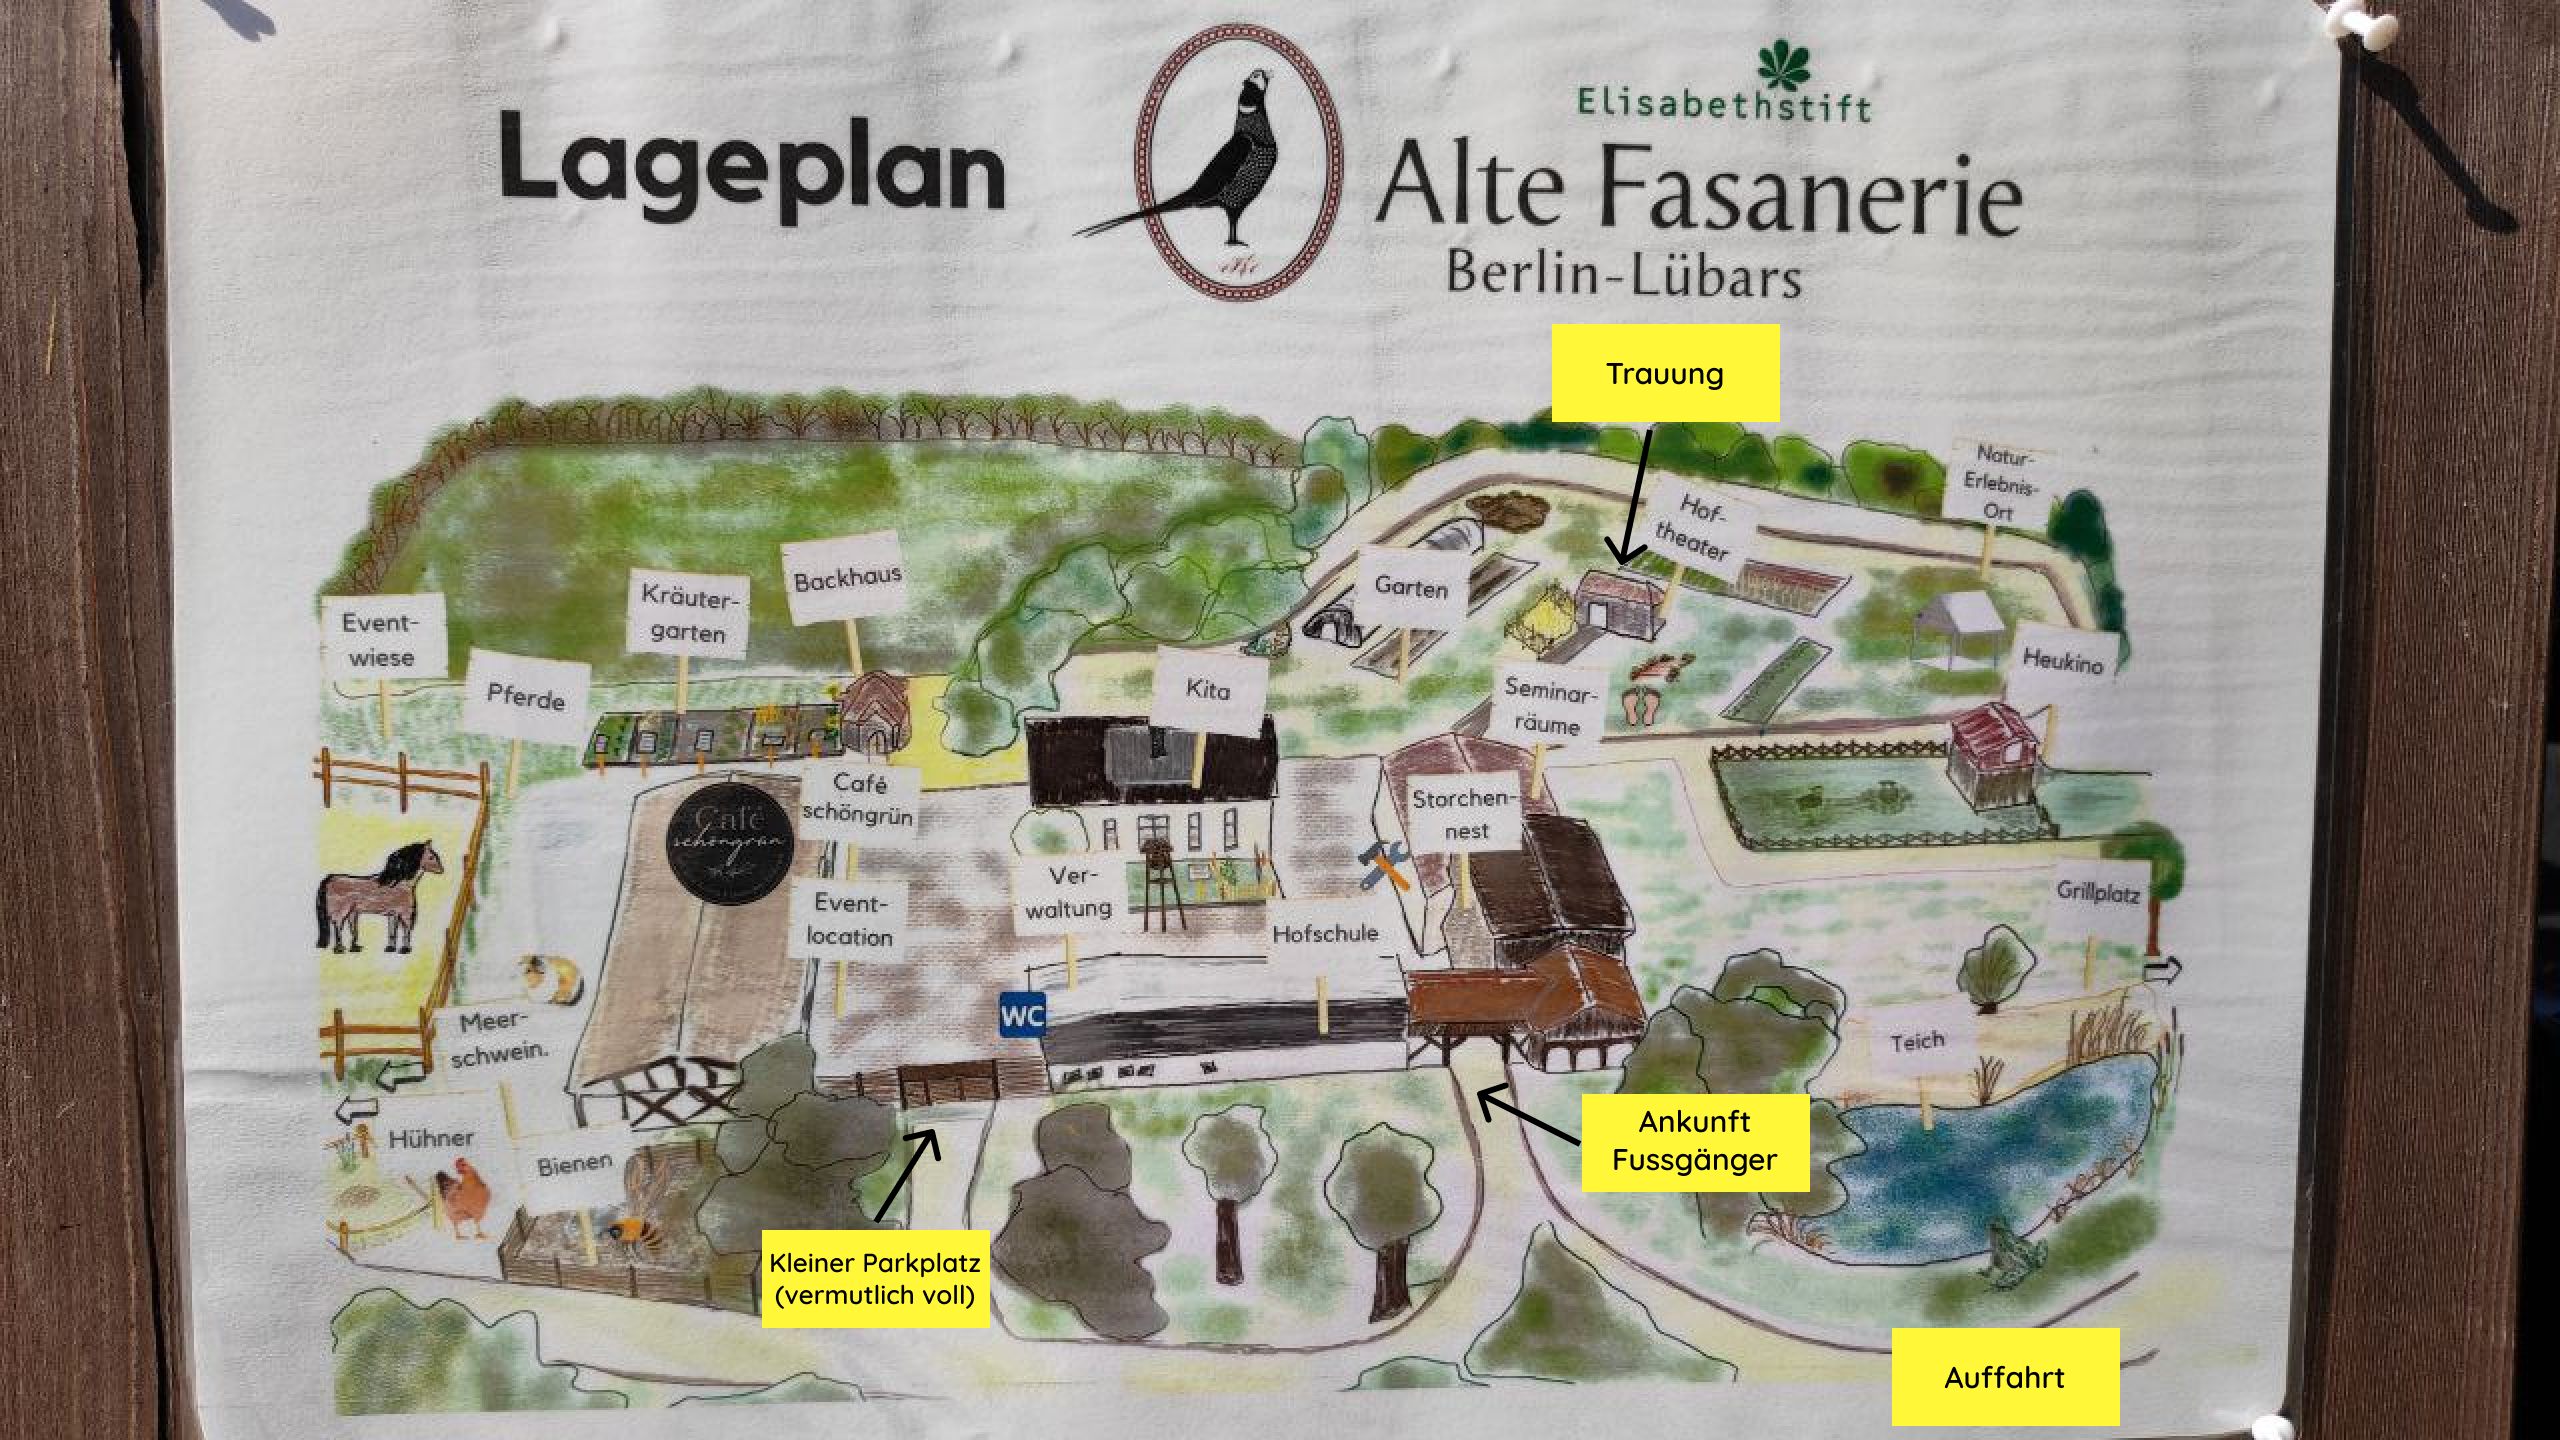 Lageplan
Elisabethstift
Alte Fasanerie
Berlin-Lübars
Trauung
Natur-
Erlebnis-
Ort
Hof-
theater
Backhaus
Garten
Kräuter-
garten
Event-
wiese
Heukino
Pferde
Kita
Seminar-
räume
Café
schöngrün
Café
schöngrün
Storchen-
nest
Event-
location
Ver-
waltung
Hofschule
Grillplatz
WC
Meer-
schwein.
Teich
Hühner
Bienen
Ankunft
Fussgänger
Kleiner Parkplatz
(vermutlich voll)
Auffahrt